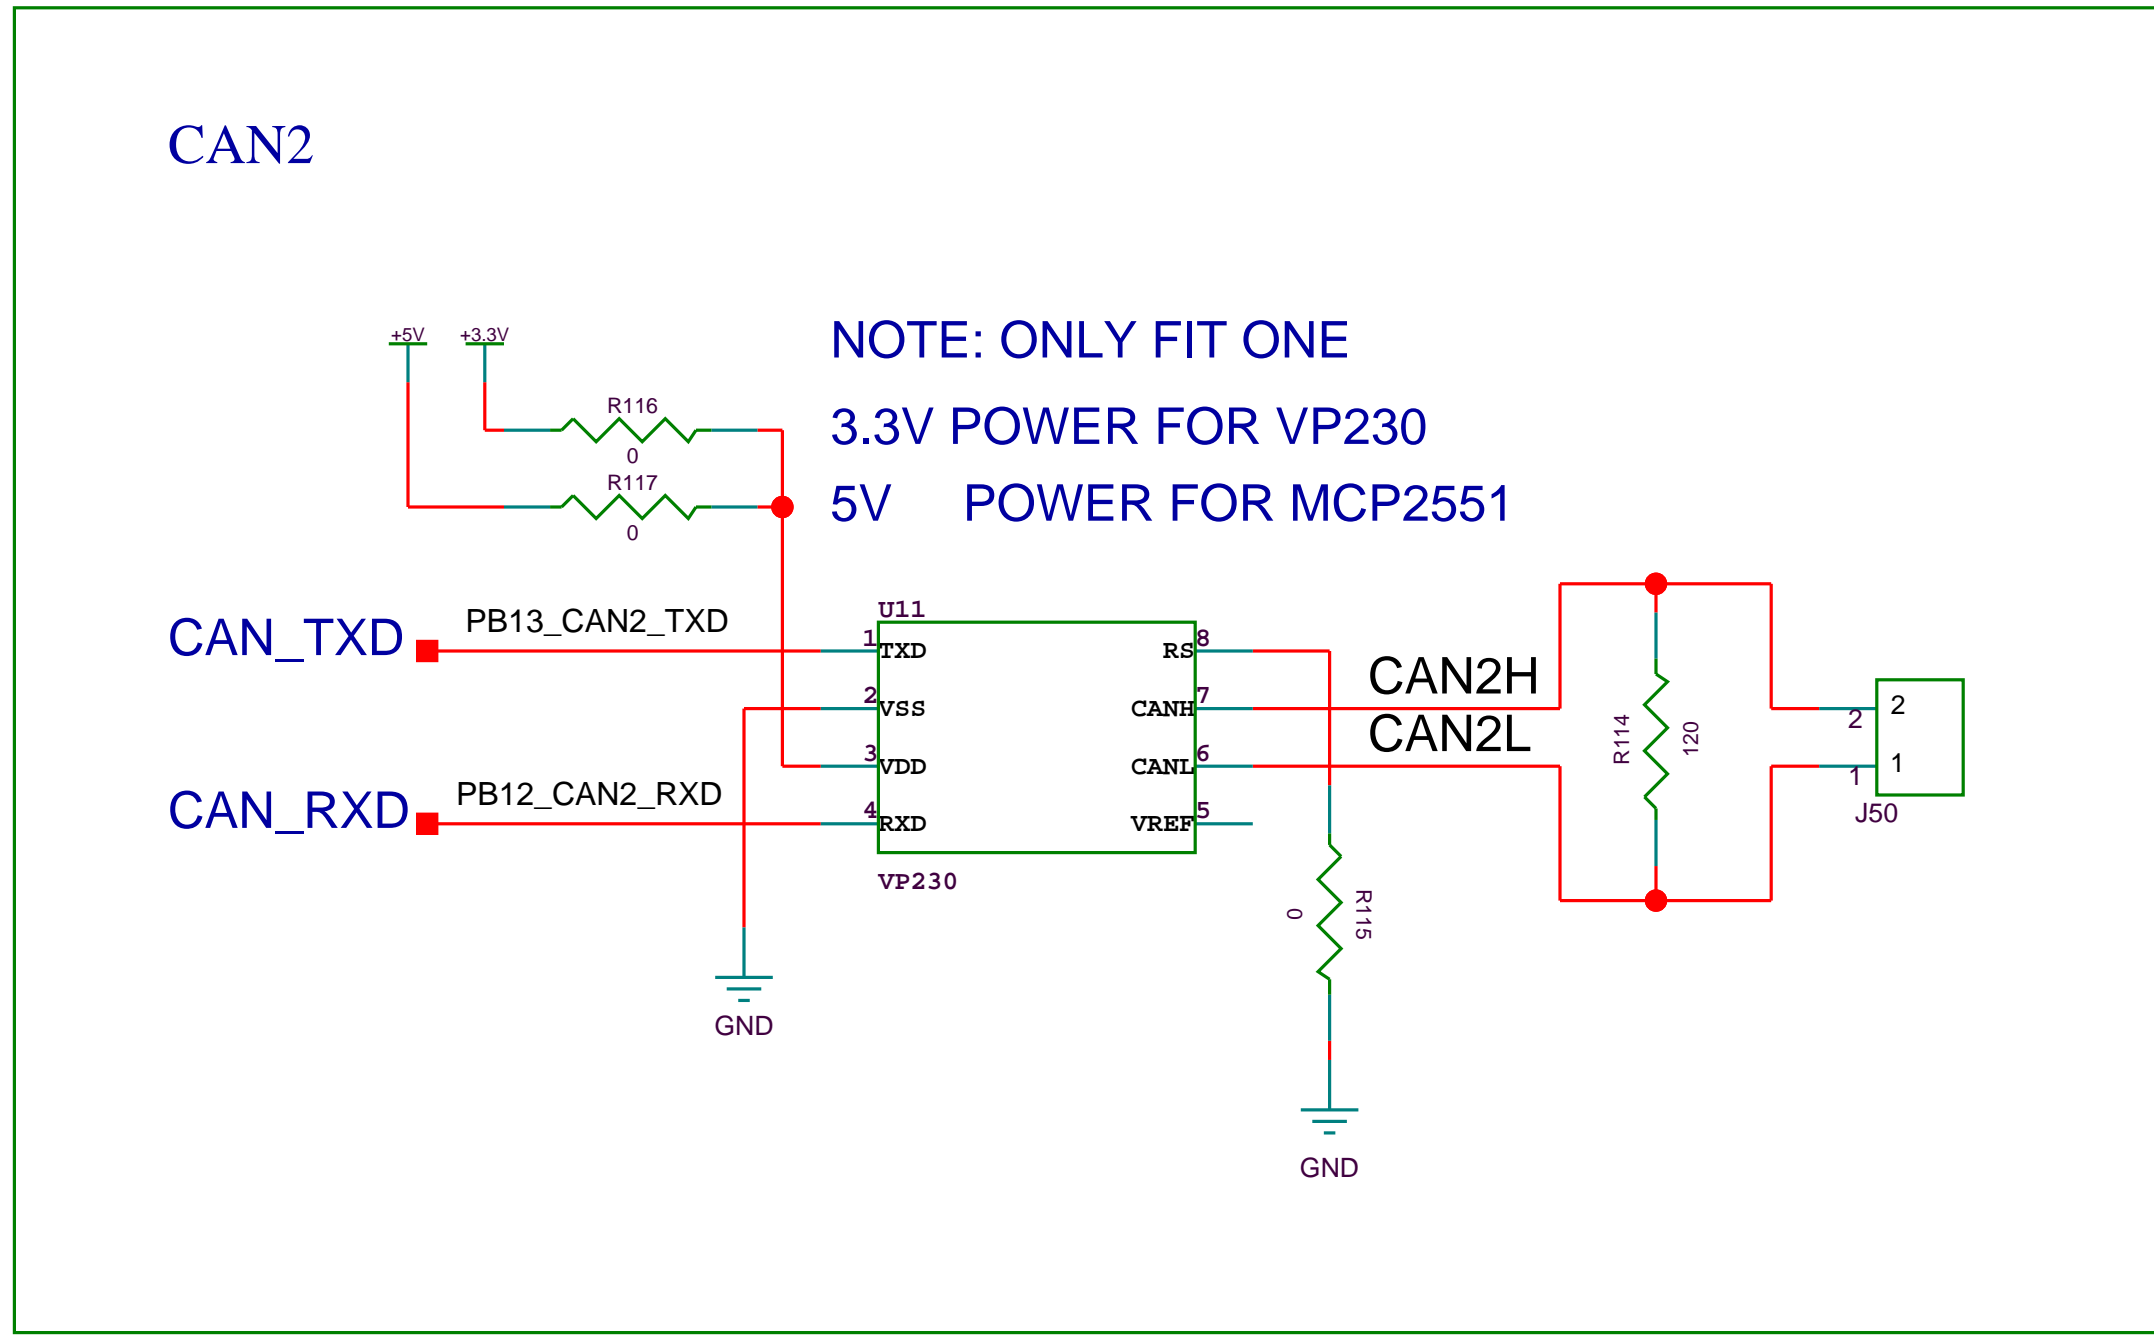 CAN2
+5V +3.3V
NOTE: ONLY FIT ONE
R116
0
3.3V POWER FOR VP230
R117
0
5V POWER FOR MCP2551
CAN_TXD
PB13_CAN2_TXD
CAN_RXD
PB12_CAN2_RXD
U11
1 TXD
2 VSS
3 VDD
4 RXD
RS 8
CANH 7
CANL 6
VREF 5
VP230
CAN2H
CAN2L
R114
120
2 2
1 1
J50
0
R115
GND
GND